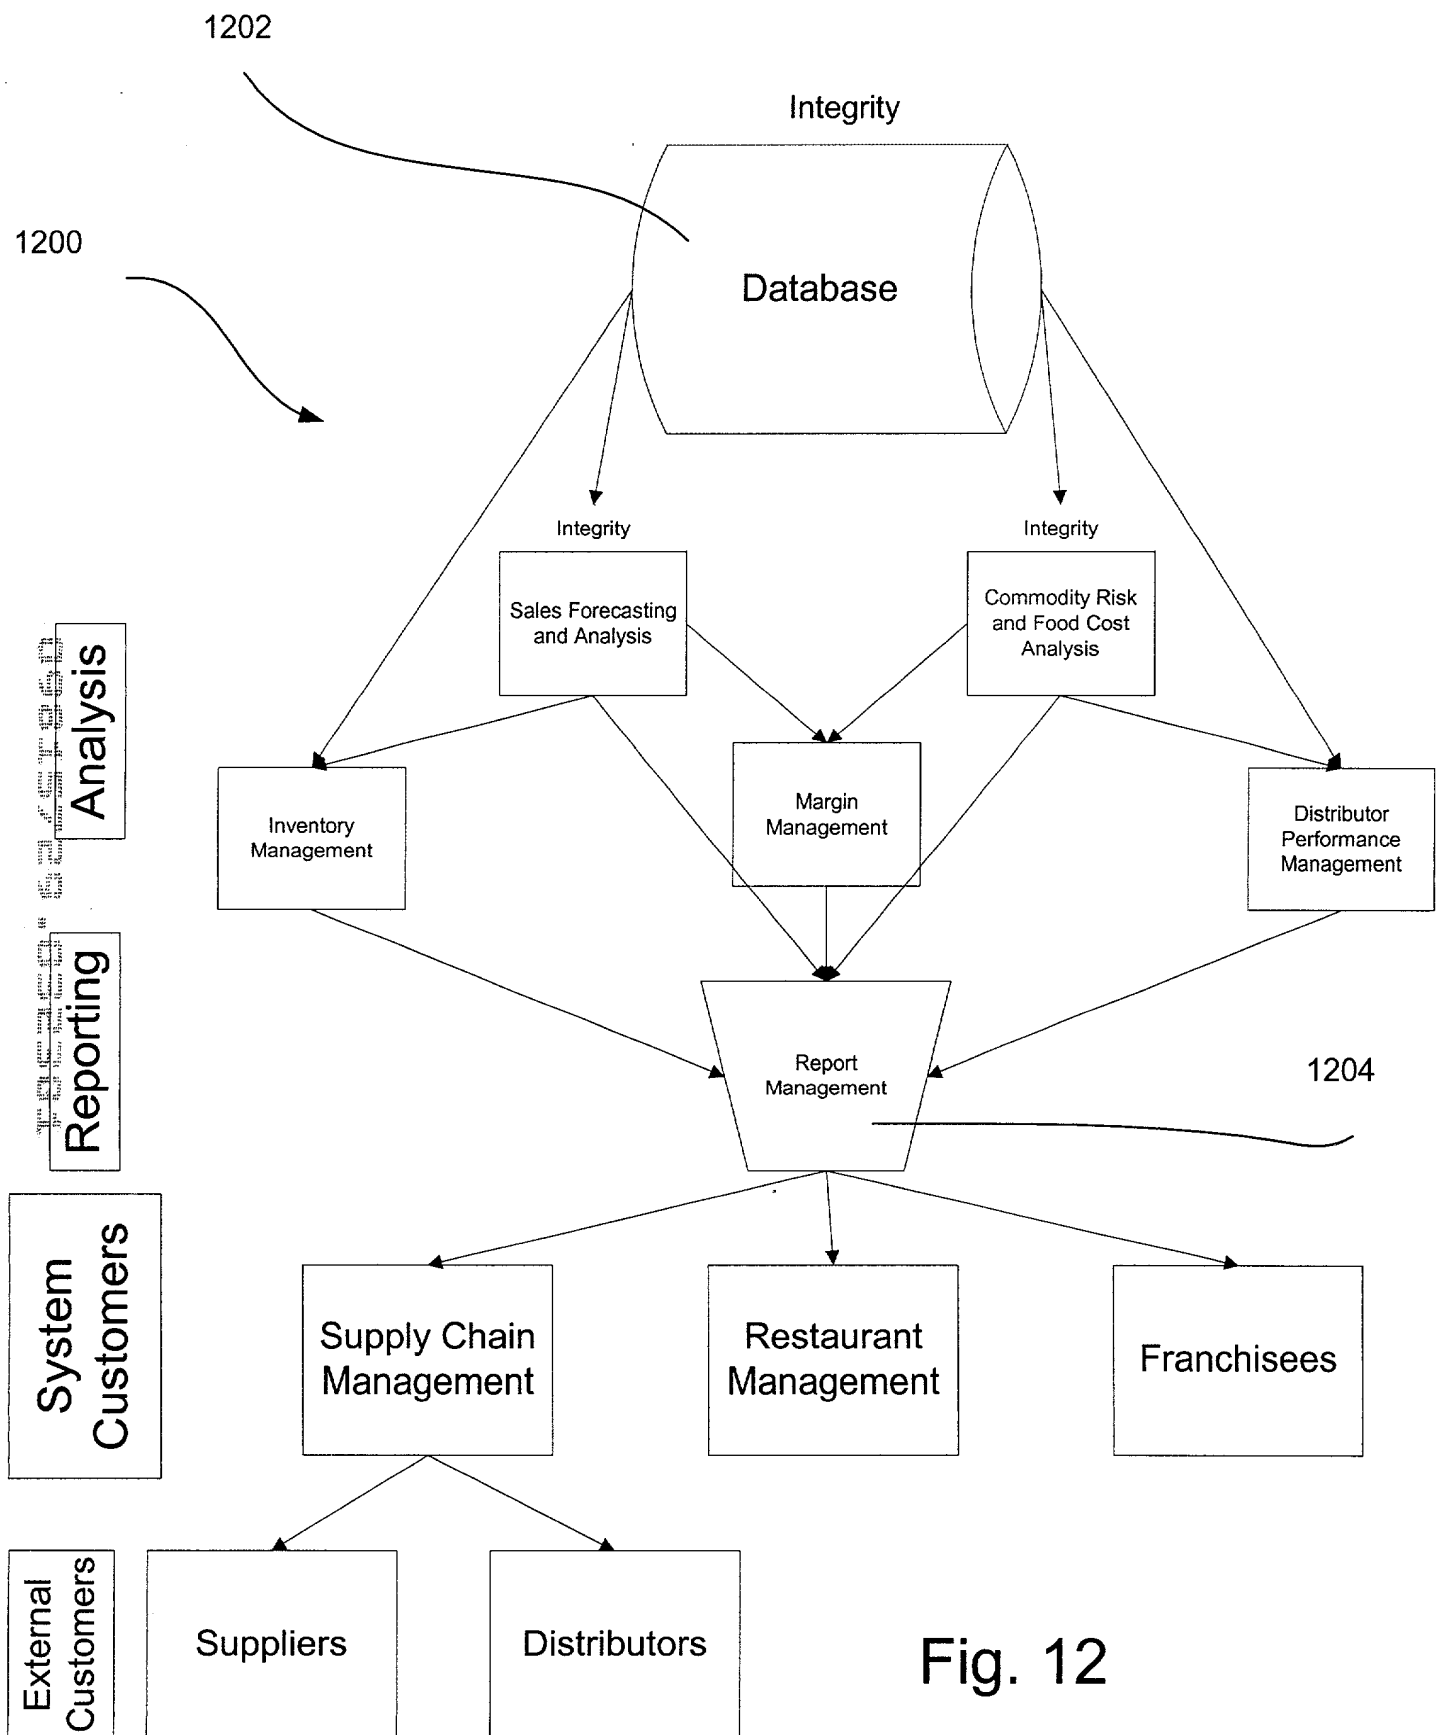 1202
Integrity
1200
Database
Integrity
Integrity
Sales Forecasting
and Analysis
Commodity Risk
and Food Cost
Analysis
Analysis
Margin
Management
Inventory
Management
Distributor
Performance
Management
Reporting
Report
Management
1204
System
Customers
Supply Chain
Management
Restaurant
Management
Franchisees
External
Customers
Suppliers
Distributors
Fig. 12